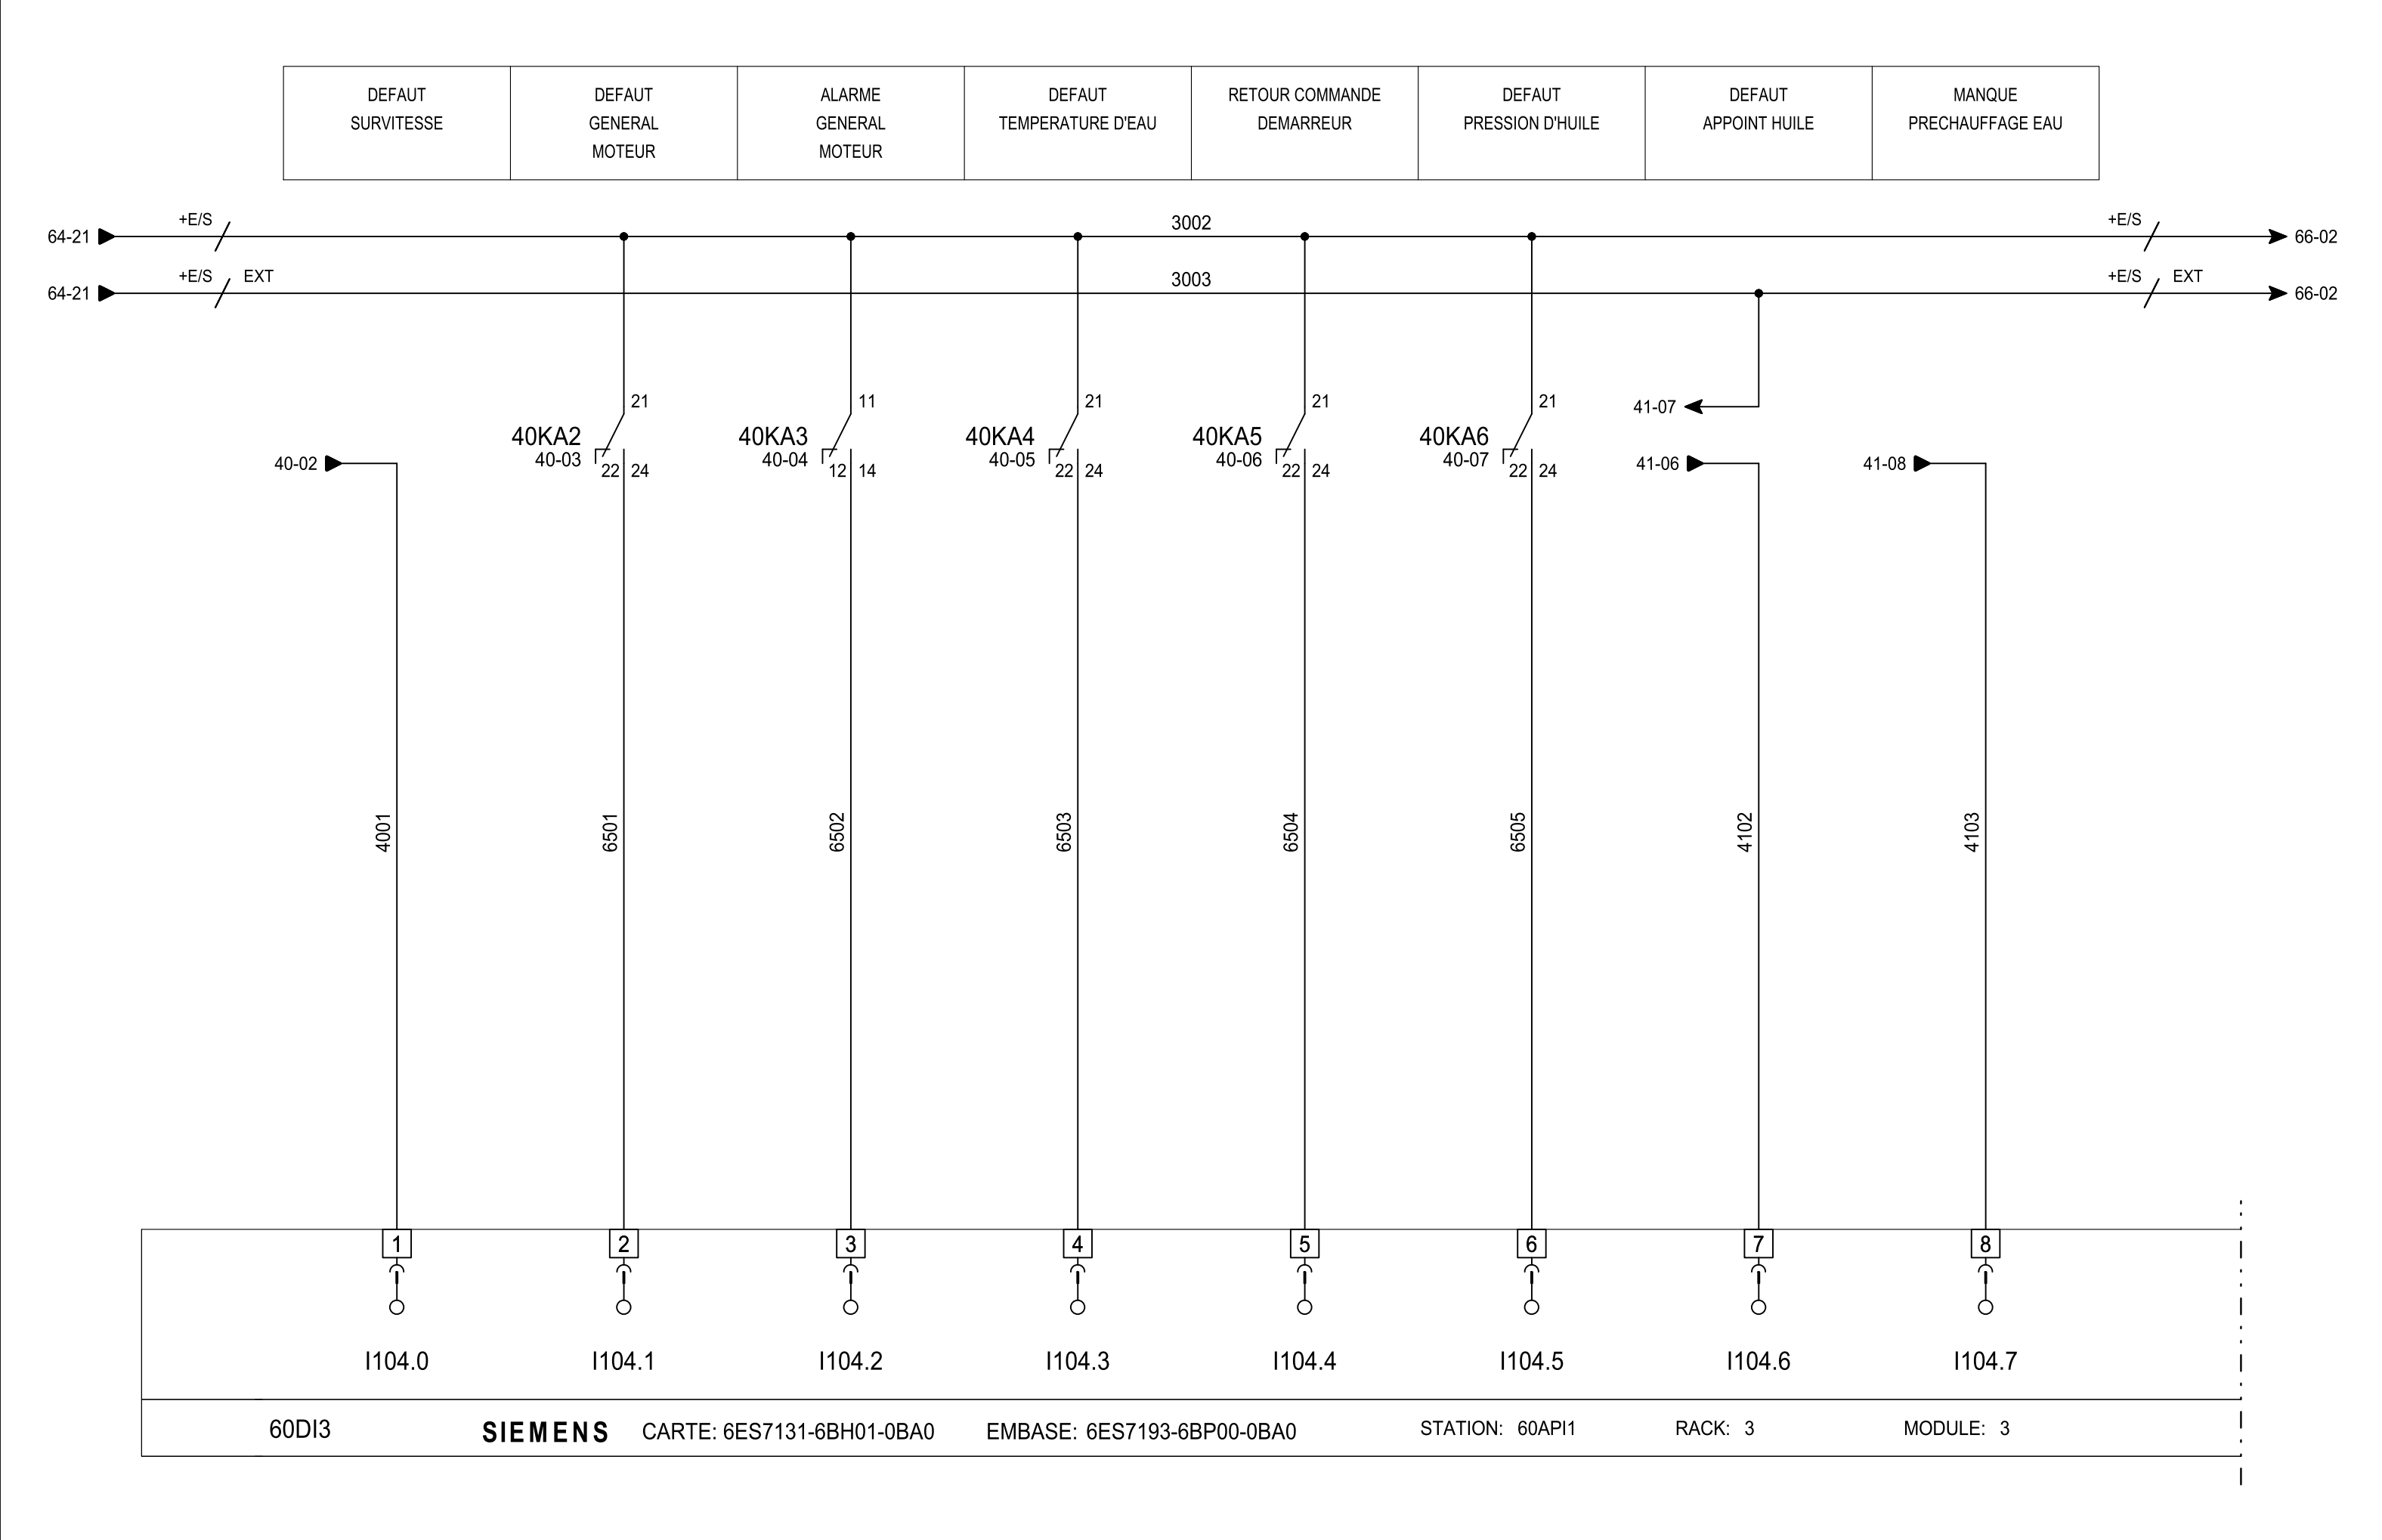 DEFAUT
SURVITESSE
DEFAUT
GENERAL
MOTEUR
ALARME
GENERAL
MOTEUR
DEFAUT
TEMPERATURE D'EAU
RETOUR COMMANDE
DEMARREUR
DEFAUT
PRESSION D'HUILE
DEFAUT
APPOINT HUILE
MANQUE
PRECHAUFFAGE EAU
64-21 +E/S 3002 +E/S 66-02
64-21 +E/S EXT 3003 +E/S EXT 66-02
40-02
21
40KA2
40-03
22 24
11
40KA3
40-04
12 14
21
40KA4
40-05
22 24
21
40KA5
40-06
22 24
21
40KA6
40-07
22 24
41-07
41-06
41-08
4001 6501 6502 6503 6504 6505 4102 4103
1 2 3 4 5 6 7 8
I104.0 I104.1 I104.2 I104.3 I104.4 I104.5 I104.6 I104.7
60DI3 SIEMENS CARTE: 6ES7131-6BH01-0BA0 EMBASE: 6ES7193-6BP00-0BA0 STATION: 60API1 RACK: 3 MODULE: 3